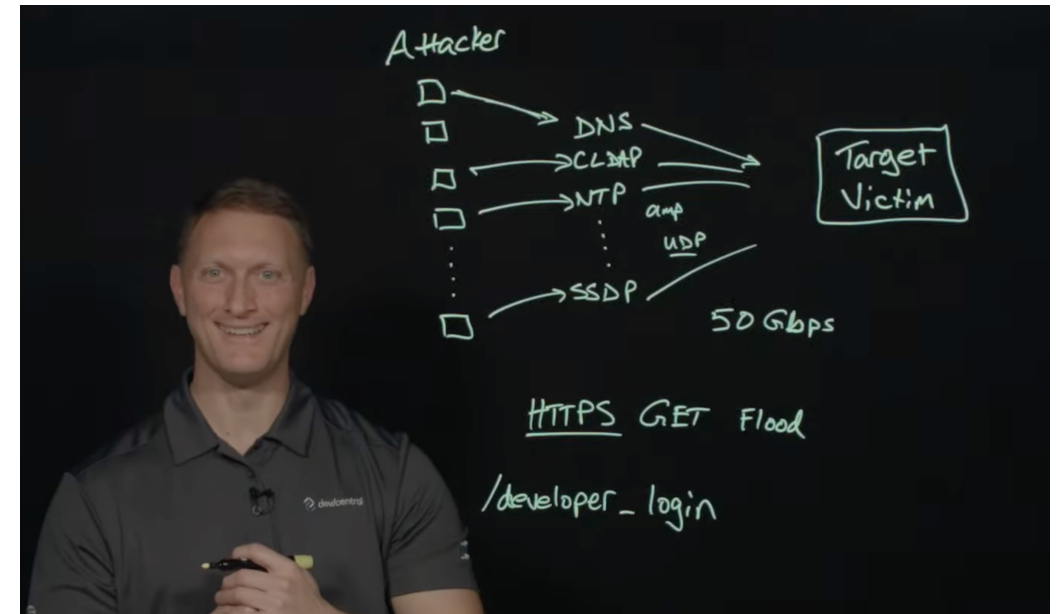 Attacker
DNS
CLDAP
NTP
amp
UDP
SSDP
Target
Victim
50 Gbps
HTTPS GET Flood
/developer_login
devcentral